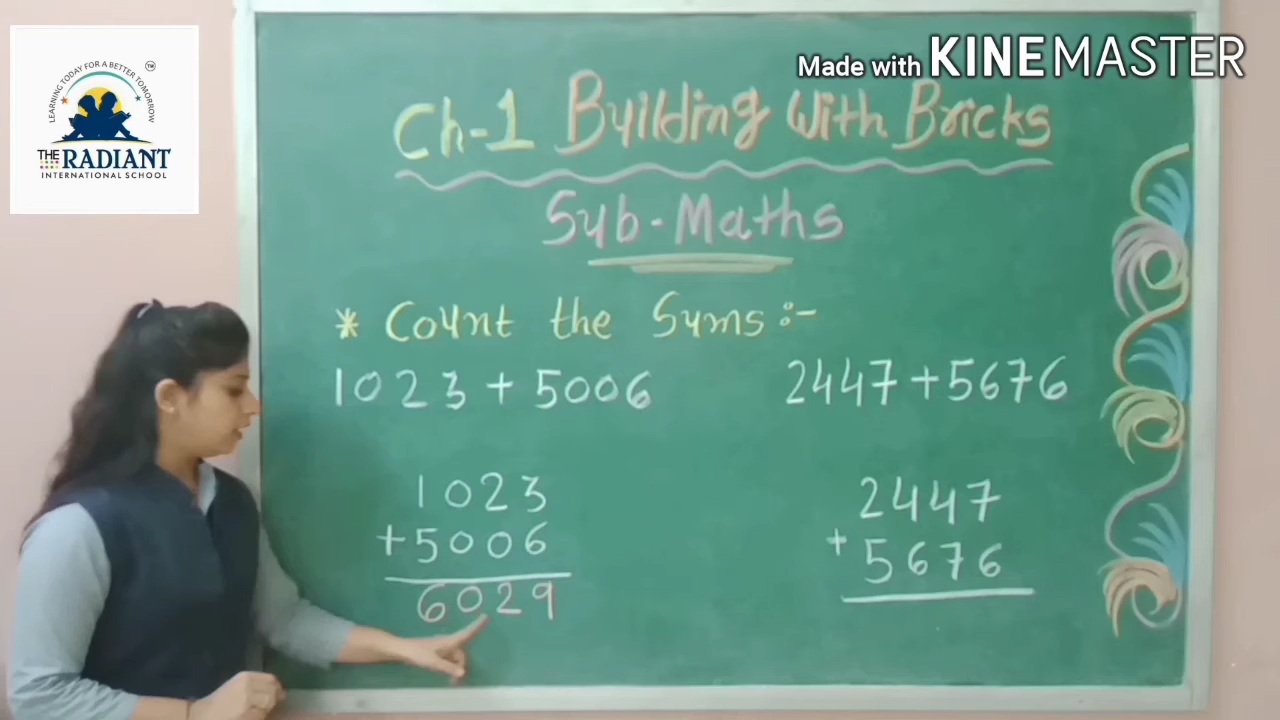 LEARNING TODAY FOR A BETTER TOMORROW
TM
THE RADIANT
INTERNATIONAL SCHOOL
Made with KINEMASTER
Ch-1 Building With Bricks
Sub-Maths
* Count the Sums :-
1023 + 5006
2447 + 5676
1023
+5006
6029
2447
+5676